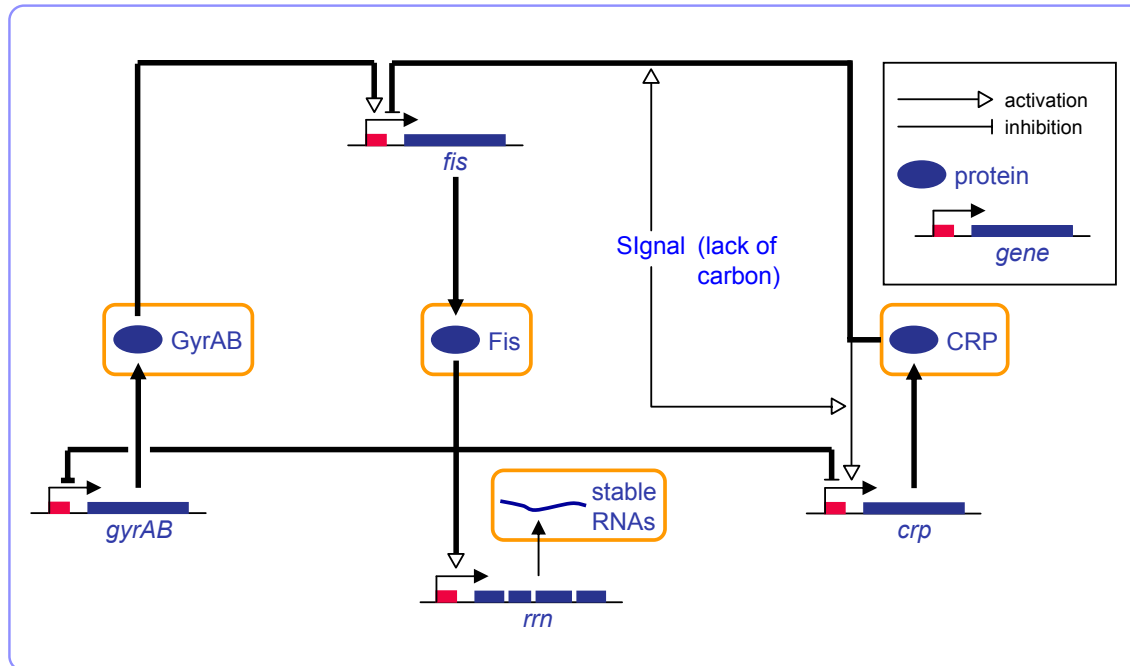 activation
inhibition
protein
gene
fis
SIgnal (lack of
carbon)
GyrAB
Fis
CRP
stable
RNAs
gyrAB
crp
rrn